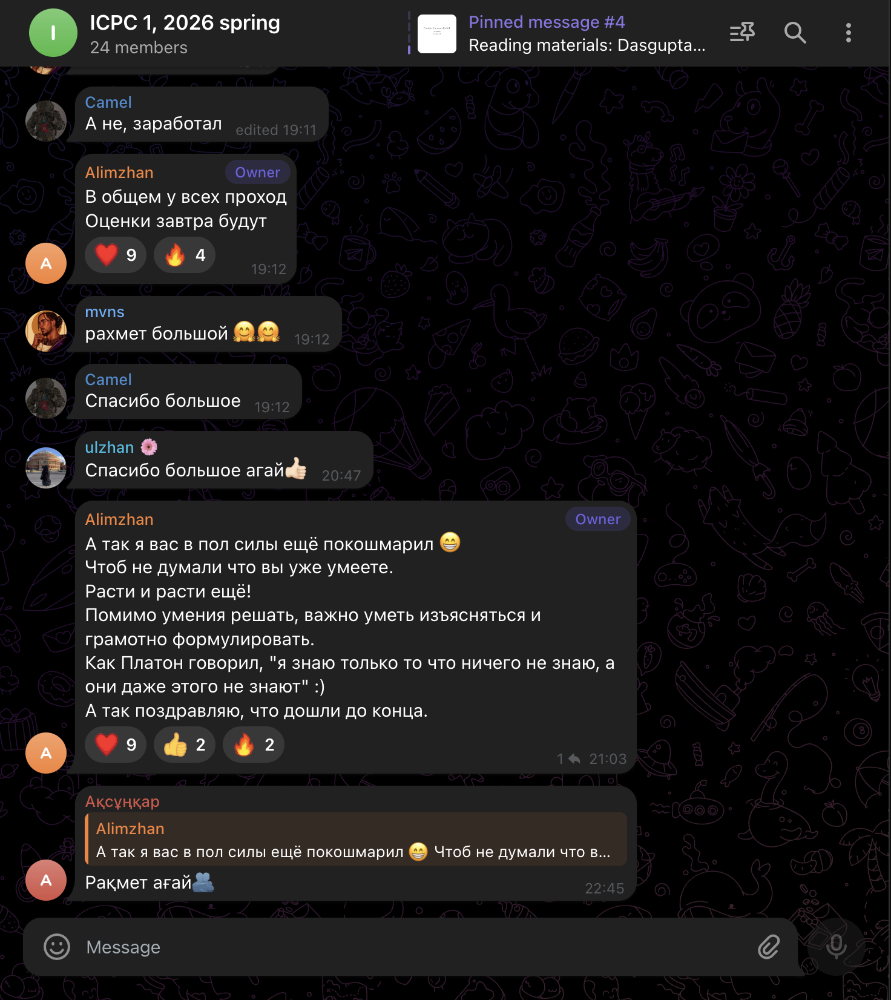 I
ICPC 1, 2026 spring
24 members
Pinned message #4
Reading materials: Dasgupta...
Camel
А не, заработал
edited 19:11
Alimzhan
Owner
В общем у всех проход
Оценки завтра будут
9
4
19:12
A
mvns
рахмет большой 🤗🤗
19:12
Camel
Спасибо большое
19:12
ulzhan 🌸
Спасибо большое агай👍🏻
20:47
Alimzhan
Owner
А так я вас в пол силы ещё покошмарил 😁
Чтоб не думали что вы уже умеете.
Расти и расти ещё!
Помимо умения решать, важно уметь изъясняться и
грамотно формулировать.
Как Платон говорил, "я знаю только то что ничего не знаю, а
они даже этого не знают" :)
А так поздравляю, что дошли до конца.
❤️ 9 👍 2 🔥 2
1
21:03
A
Ақсұңқар
Alimzhan
А так я вас в пол силы ещё покошмарил 😁 Чтоб не думали что в...
Рақмет ағай🫂
22:45
A
Message